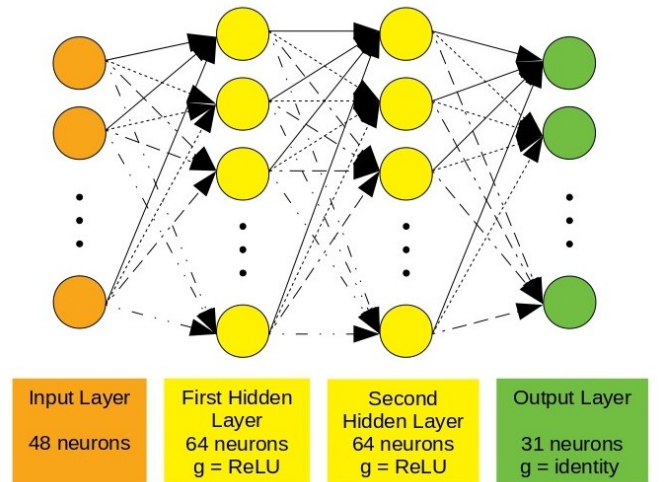 Input Layer
48 neurons
First Hidden
Layer
64 neurons
g = ReLU
Second
Hidden Layer
64 neurons
g = ReLU
Output Layer
31 neurons
g = identity